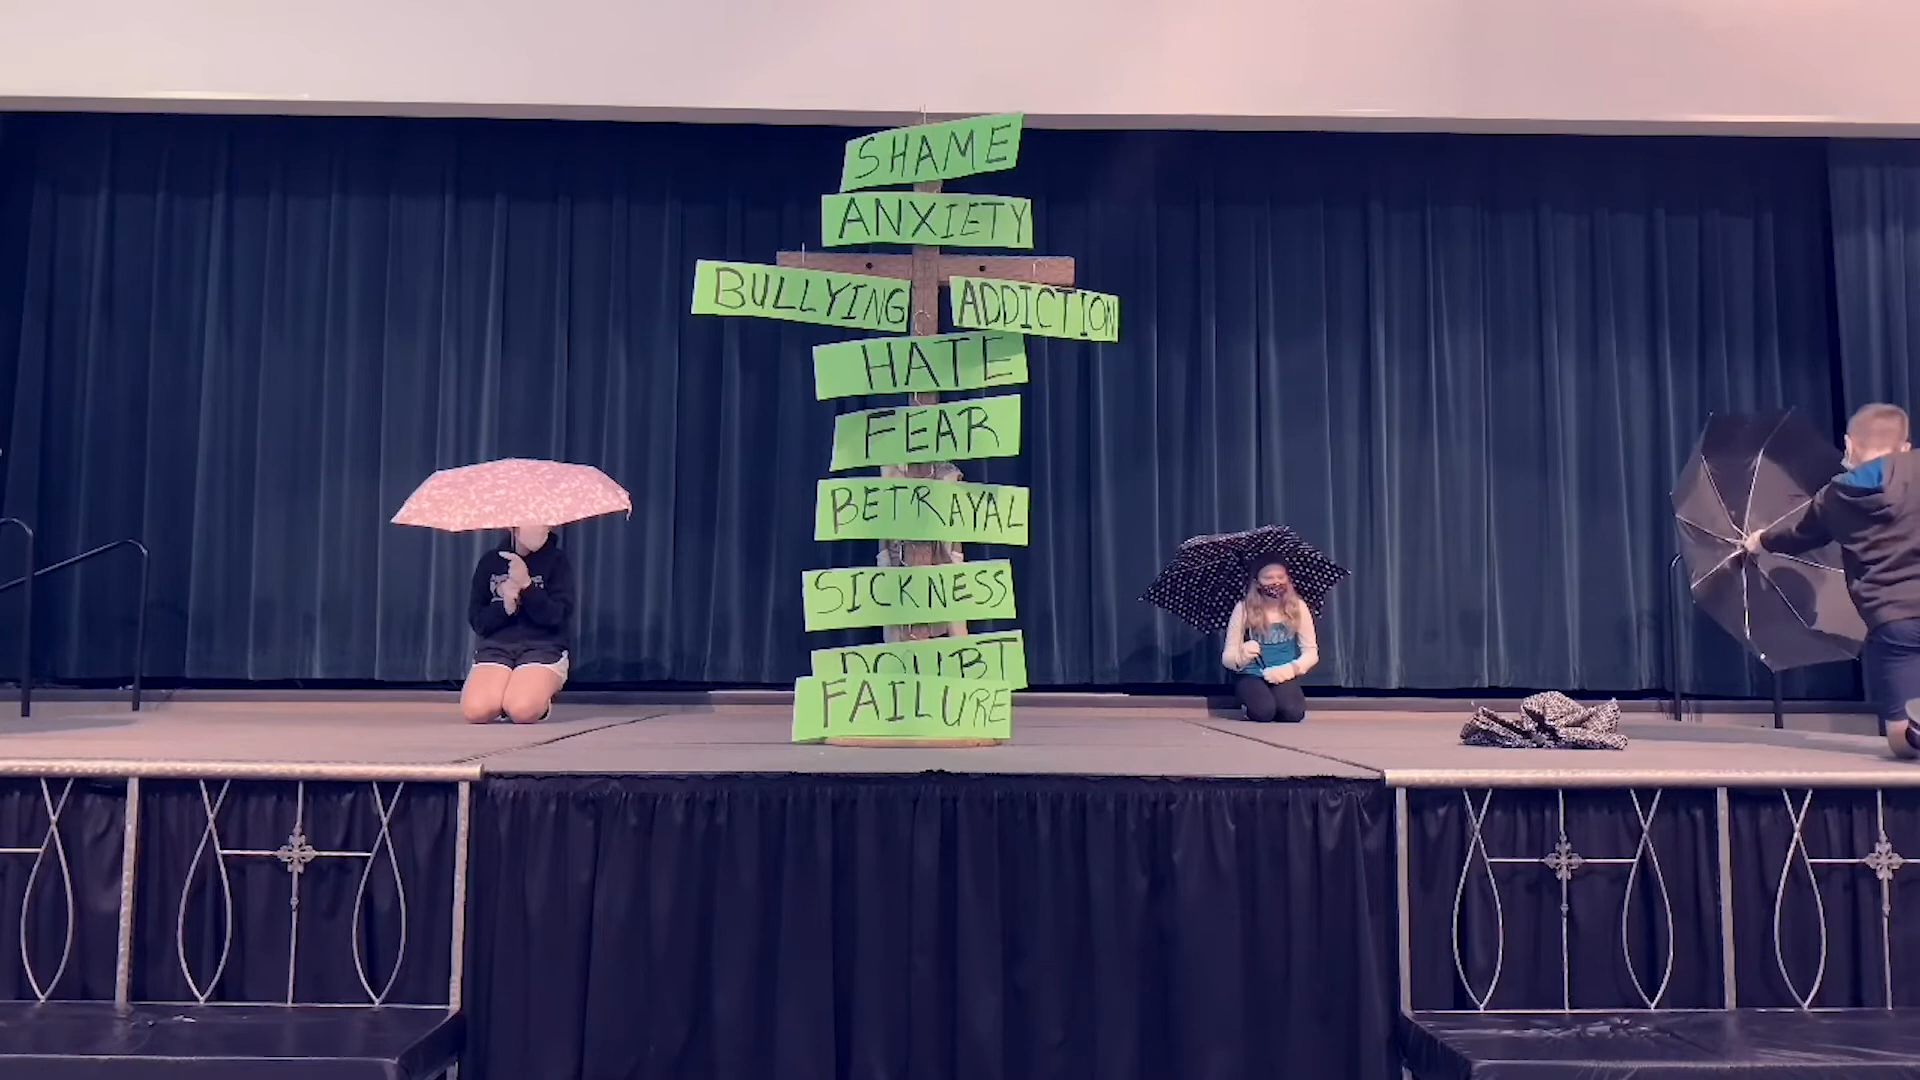 SHAME
ANXIETY
BULLYING
ADDICTION
HATE
FEAR
BETRAYAL
SICKNESS
DOUBT
FAILURE